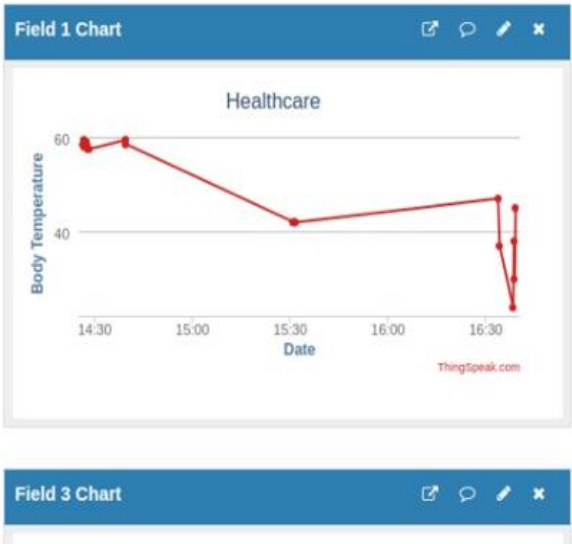 Field 1 Chart
Healthcare
60
40
Body Temperature
14:30 15:00 15:30 16:00 16:30
Date
ThingSpeak.com
Field 3 Chart